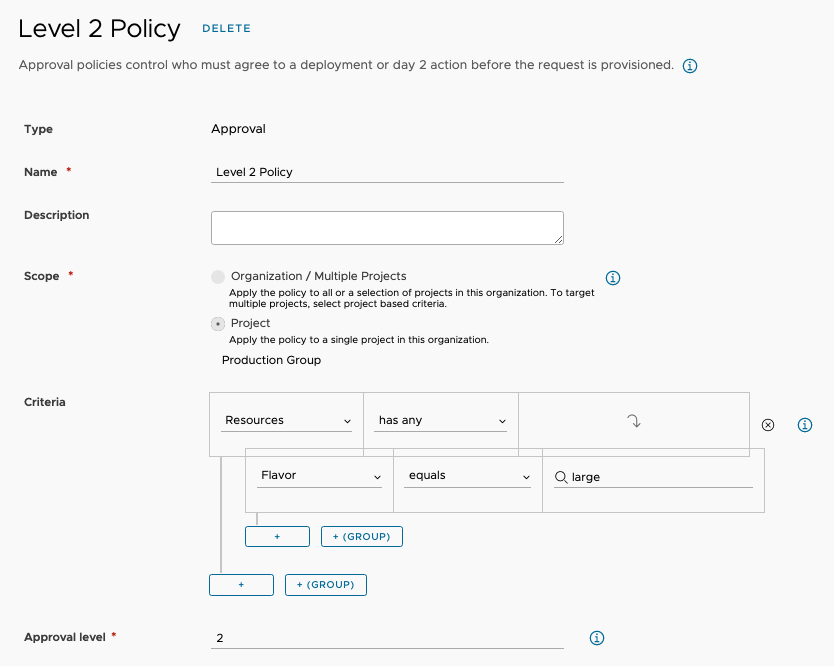 Level 2 Policy DELETE
Approval policies control who must agree to a deployment or day 2 action before the request is provisioned.
Type Approval
Name * Level 2 Policy
Description
Scope * Organization / Multiple Projects
Apply the policy to all or a selection of projects in this organization. To target
multiple projects, select project based criteria.
Project
Apply the policy to a single project in this organization.
Production Group
Criteria
Resources has any
Flavor equals large
+ + (GROUP)
+ + (GROUP)
Approval level * 2